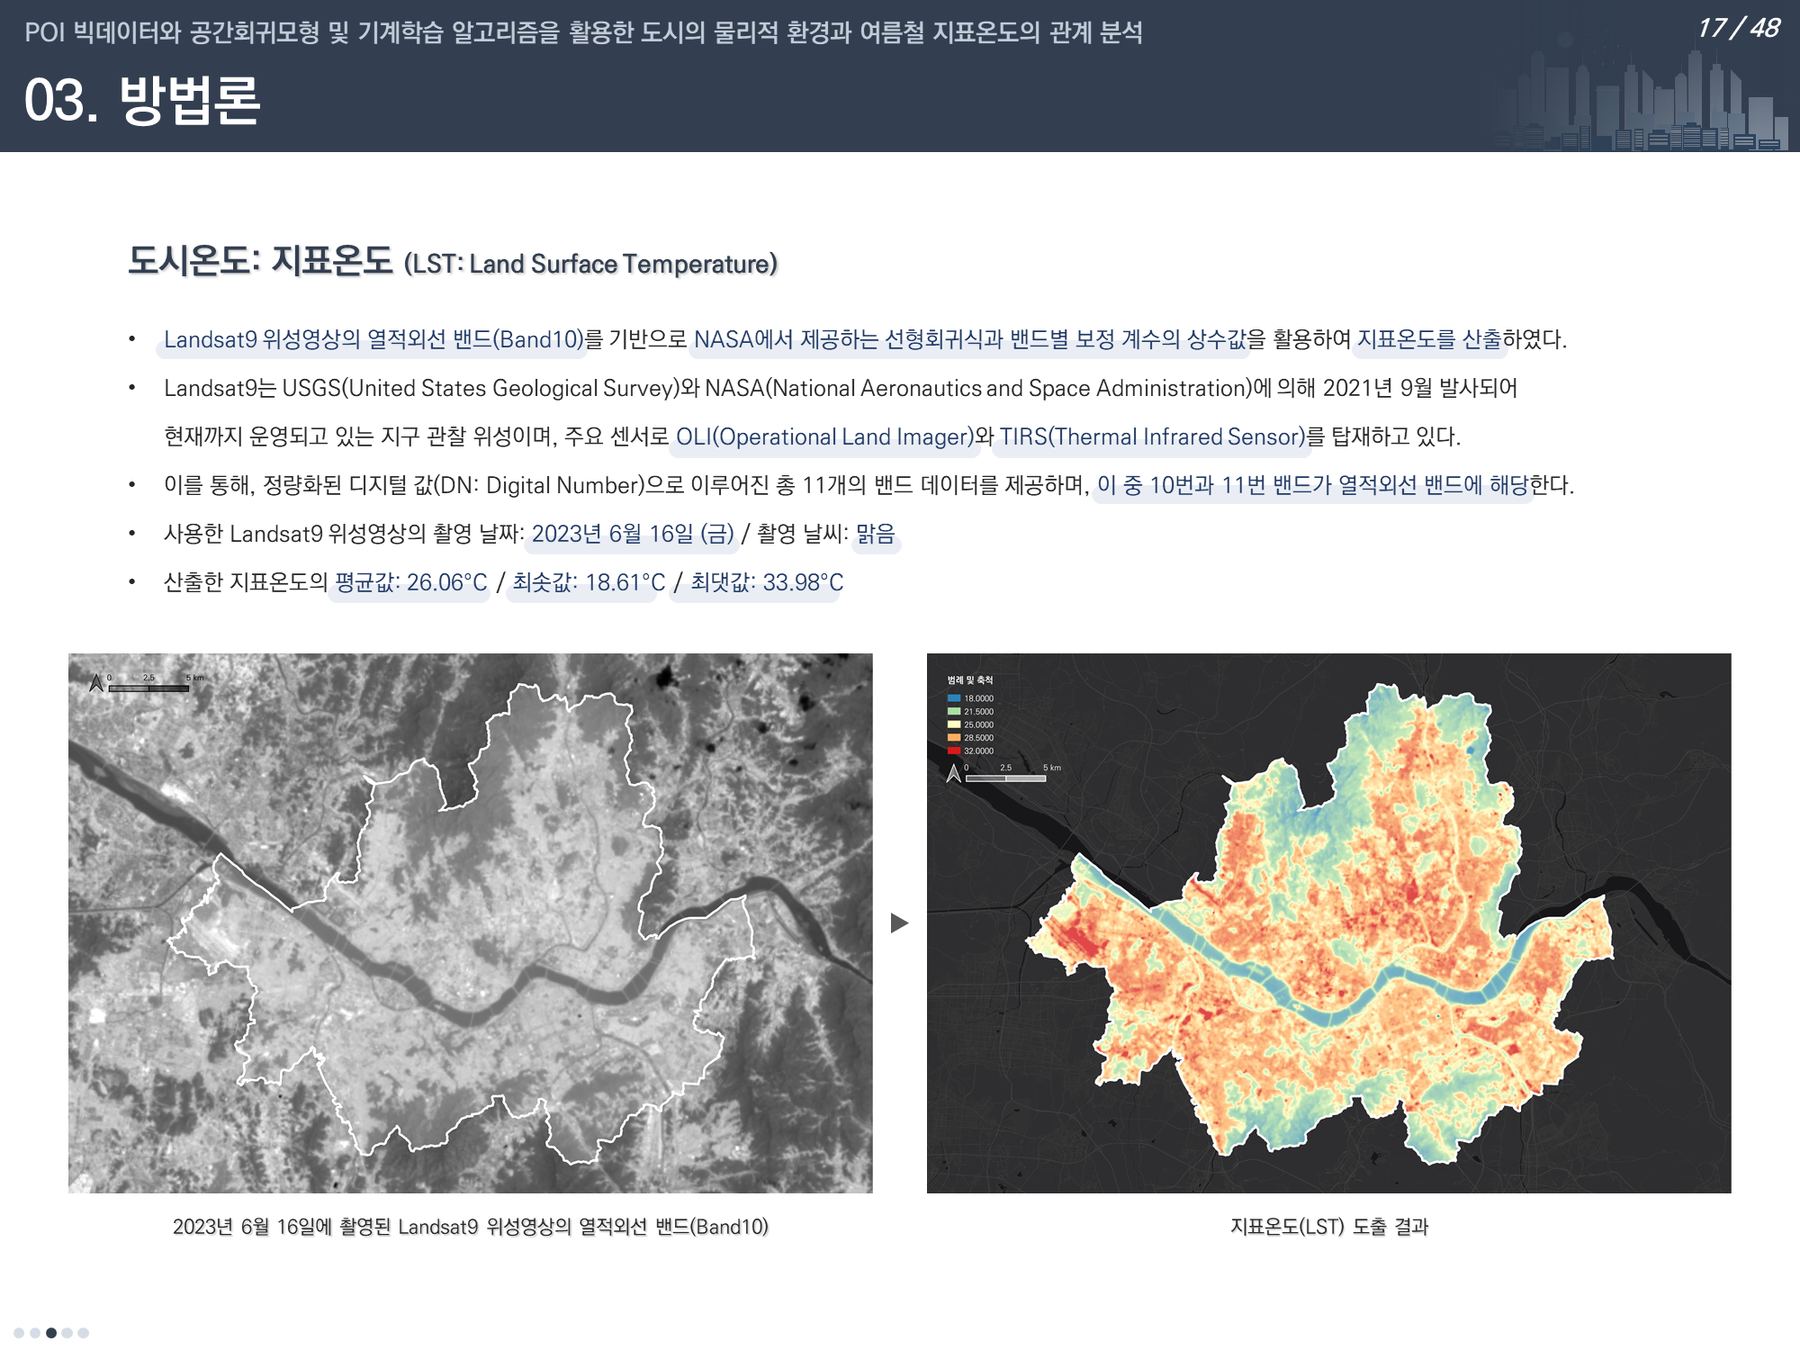 POI 빅데이터와 공간회귀모형 및 기계학습 알고리즘을 활용한 도시의 물리적 환경과 여름철 지표온도의 관계 분석
17 / 48
03. 방법론
도시온도: 지표온도 (LST: Land Surface Temperature)
• Landsat9 위성영상의 열적외선 밴드(Band10)를 기반으로 NASA에서 제공하는 선형회귀식과 밴드별 보정 계수의 상수값을 활용하여 지표온도를 산출하였다.
• Landsat9는 USGS(United States Geological Survey)와 NASA(National Aeronautics and Space Administration)에 의해 2021년 9월 발사되어
현재까지 운영되고 있는 지구 관찰 위성이며, 주요 센서로 OLI(Operational Land Imager)와 TIRS(Thermal Infrared Sensor)를 탑재하고 있다.
• 이를 통해, 정량화된 디지털 값(DN: Digital Number)으로 이루어진 총 11개의 밴드 데이터를 제공하며, 이 중 10번과 11번 밴드가 열적외선 밴드에 해당한다.
• 사용한 Landsat9 위성영상의 촬영 날짜: 2023년 6월 16일 (금) / 촬영 날씨: 맑음
• 산출한 지표온도의 평균값: 26.06°C / 최솟값: 18.61°C / 최댓값: 33.98°C
0 2.5 5 km
범례 및 축척
18.0000
21.5000
25.0000
28.5000
32.0000
0 2.5 5 km
2023년 6월 16일에 촬영된 Landsat9 위성영상의 열적외선 밴드(Band10)
지표온도(LST) 도출 결과